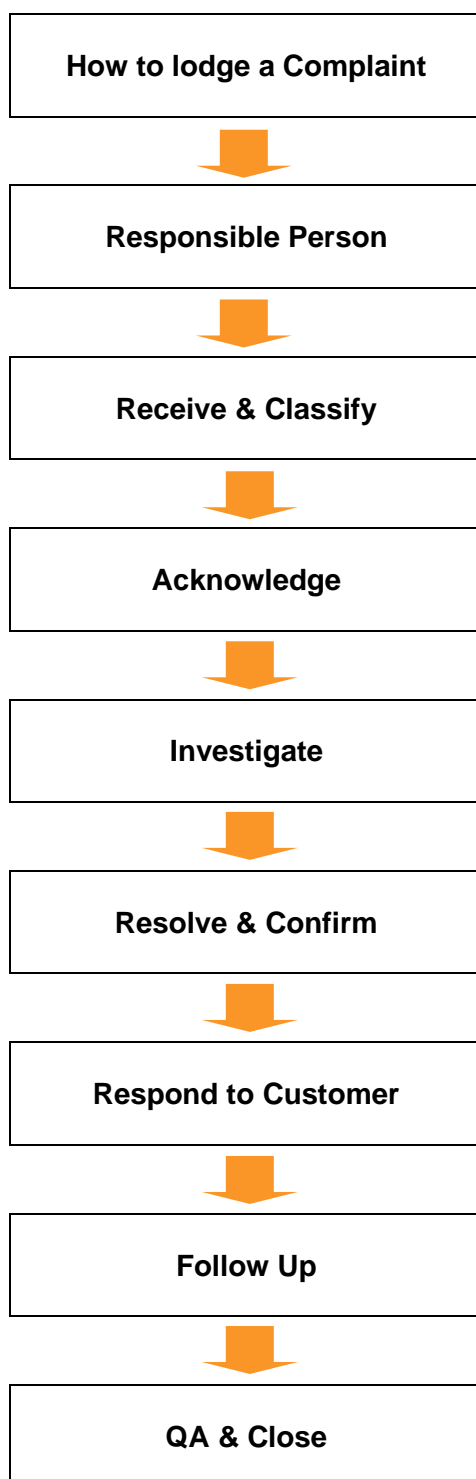 How to lodge a Complaint
Responsible Person
Receive & Classify
Acknowledge
Investigate
Resolve & Confirm
Respond to Customer
Follow Up
QA & Close